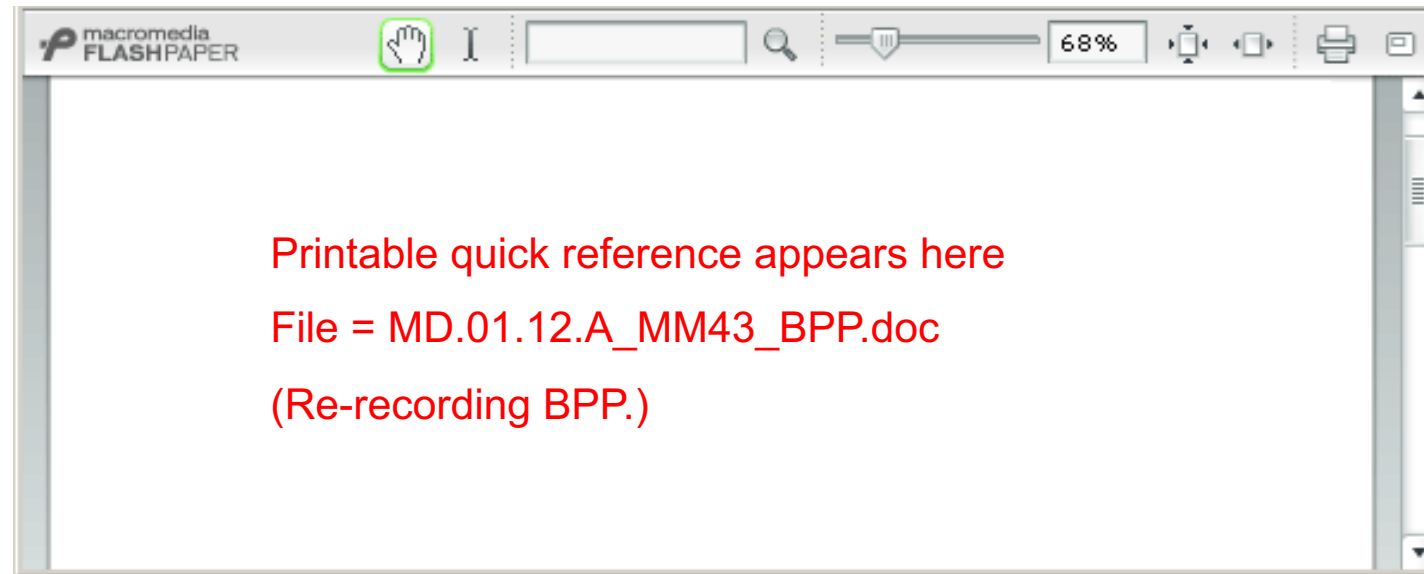 macromedia
FLASHPAPER
68%
Printable quick reference appears here
File = MD.01.12.A_MM43_BPP.doc
(Re-recording BPP.)